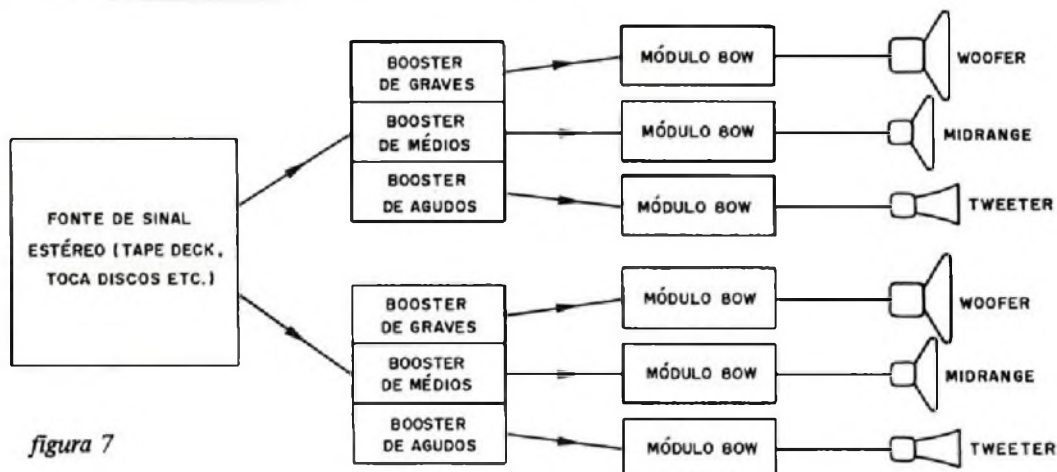 FONTE DE SINAL
ESTÉREO (TAPE DECK,
TOCA DISCOS ETC.)
BOOSTER
DE GRAVES
BOOSTER
DE MÉDIOS
BOOSTER
DE AGUDOS
MÓDULO 80W
WOOFER
MÓDULO 80W
MIDRANGE
MÓDULO 80W
TWEETER
BOOSTER
DE GRAVES
BOOSTER
DE MÉDIOS
BOOSTER
DE AGUDOS
MÓDULO 80W
WOOFER
MÓDULO 80W
MIDRANGE
MÓDULO 80W
TWEETER
figura 7